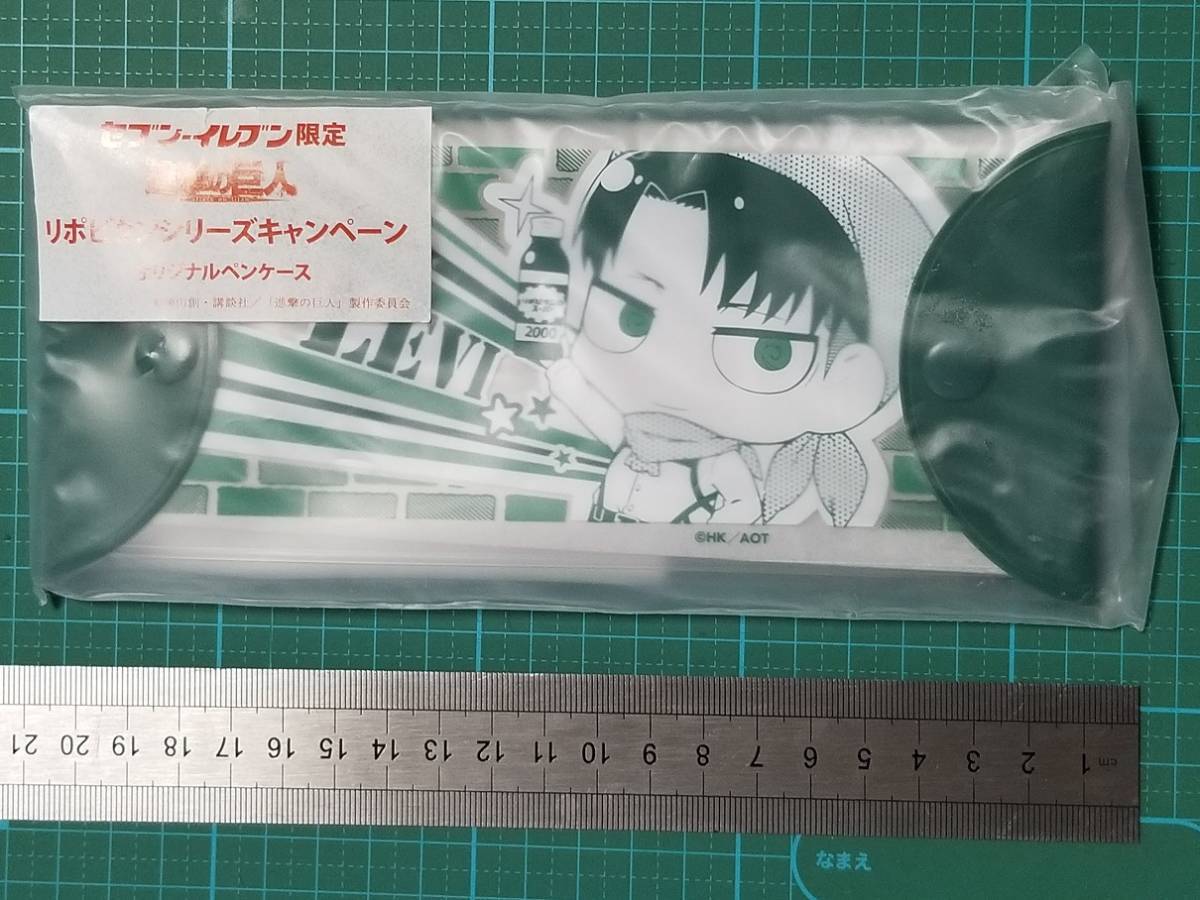 セブン-イレブン限定
の巨人
リポビタンシリーズキャンペーン
オリジナルペンケース
創・講談社／「進撃の巨人」製作委員会
LEVI
2000
©HK／AOT
21 20 19 18 17 16 15 14 13 12 11 10 9 8 7 6 5 4 3 2 1 cm
なまえ